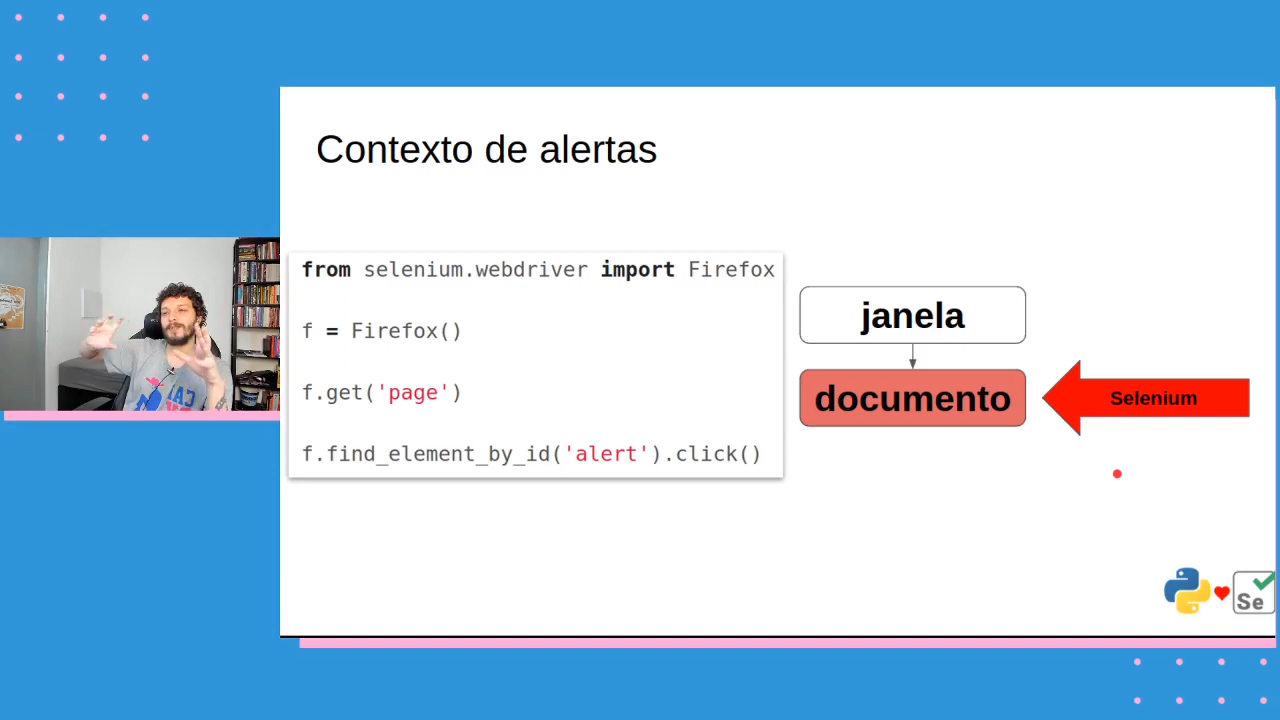 Contexto de alertas
from selenium.webdriver import Firefox
f = Firefox()
f.get('page')
f.find_element_by_id('alert').click()
janela
documento
Selenium
Se